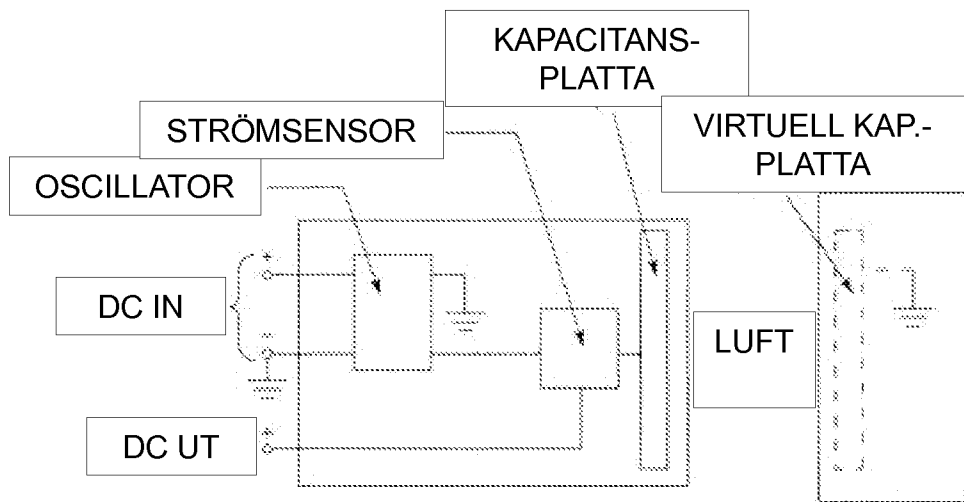 KAPACITANS-
PLATTA
VIRTUELL KAP.-
PLATTA
STRÖMSENSOR
OSCILLATOR
+
DC IN
-
LUFT
+
DC UT